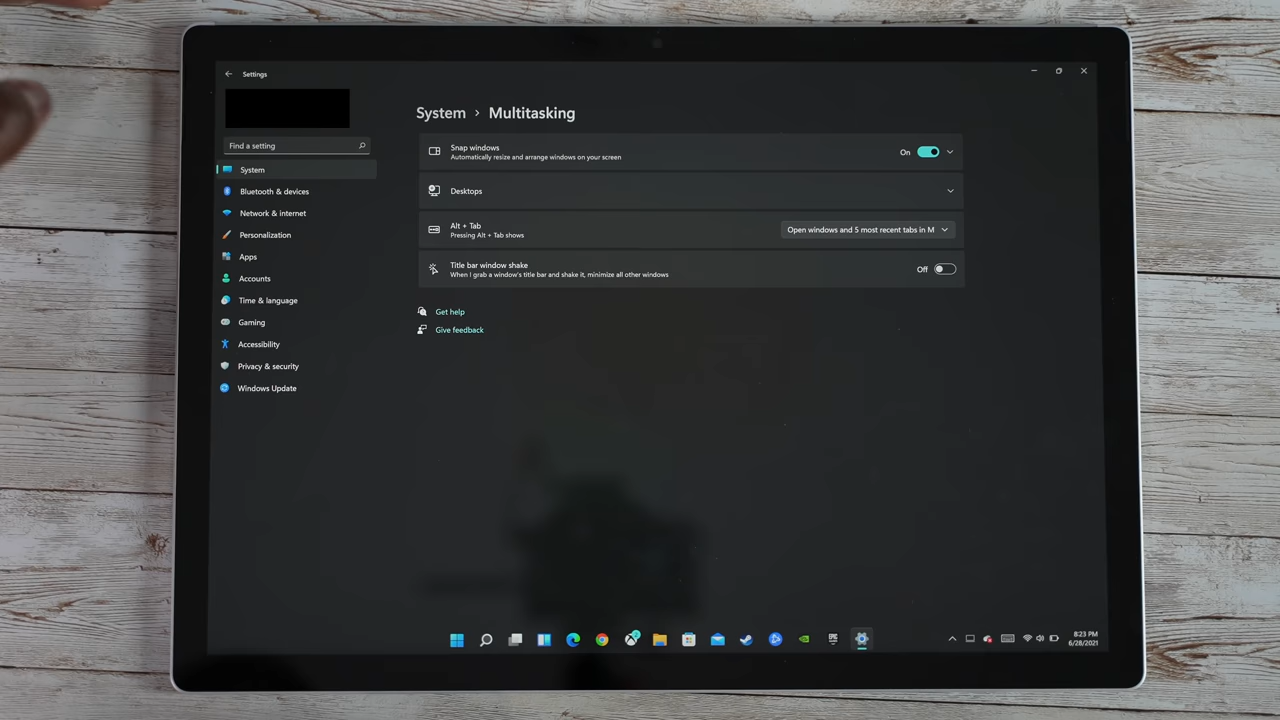 Settings
System > Multitasking
Find a setting
System
Bluetooth & devices
Network & internet
Personalization
Apps
Accounts
Time & language
Gaming
Accessibility
Privacy & security
Windows Update
Snap windows
Automatically resize and arrange windows on your screen
On
Desktops
Alt + Tab
Pressing Alt + Tab shows
Open windows and 5 most recent tabs in M
Title bar window shake
When I grab a window's title bar and shake it, minimize all other windows
Off
Get help
Give feedback
EPIC
8:23 PM
6/28/2021